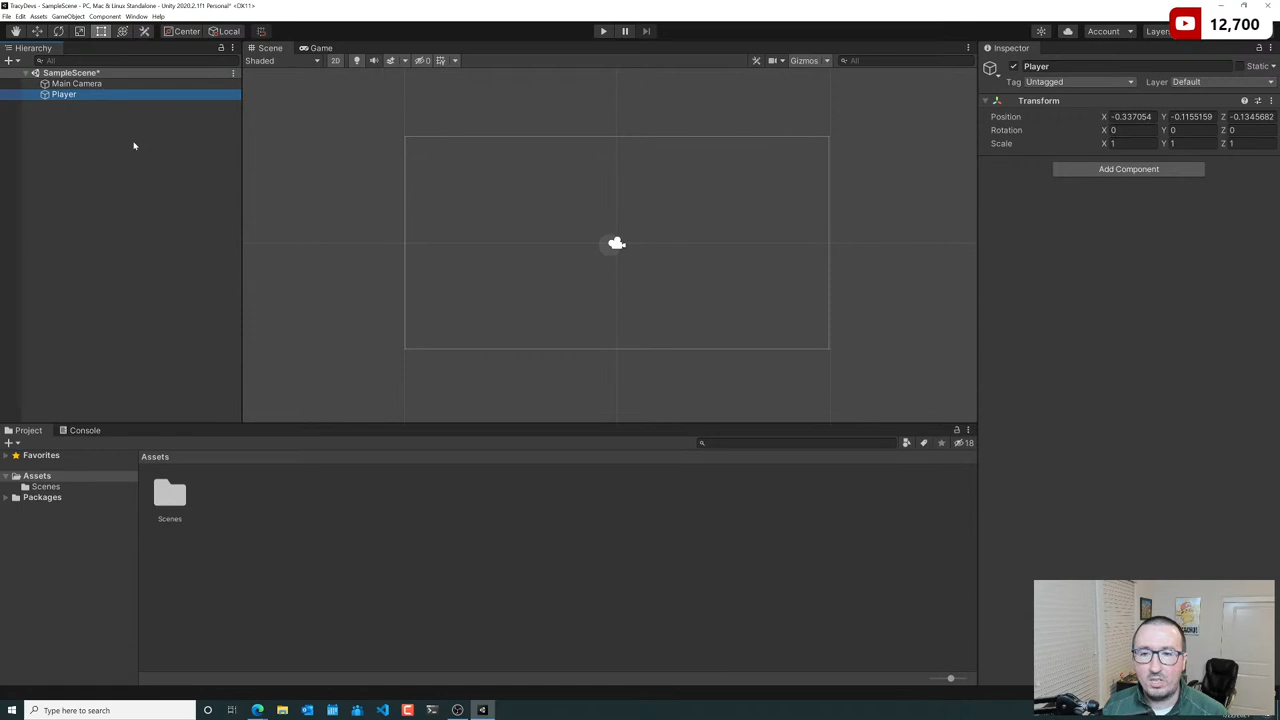 TracyDevs - SampleScene - PC, Mac & Linux Standalone - Unity 2020.2.1f1 Personal* <DX11>
File Edit Assets GameObject Component Window Help
Center Local
Account
Layers
12,700
Hierarchy
All
SampleScene*
Main Camera
Player
Scene Game
Shaded
2D
0
Gizmos
All
Inspector
Player
Static
Tag Untagged Layer Default
Transform
Position X -0.337054 Y -0.1155159 Z -0.1345682
Rotation X 0 Y 0 Z 0
Scale X 1 Y 1 Z 1
Add Component
Project Console
18
Favorites
Assets
Scenes
Packages
Assets
Scenes
Type here to search